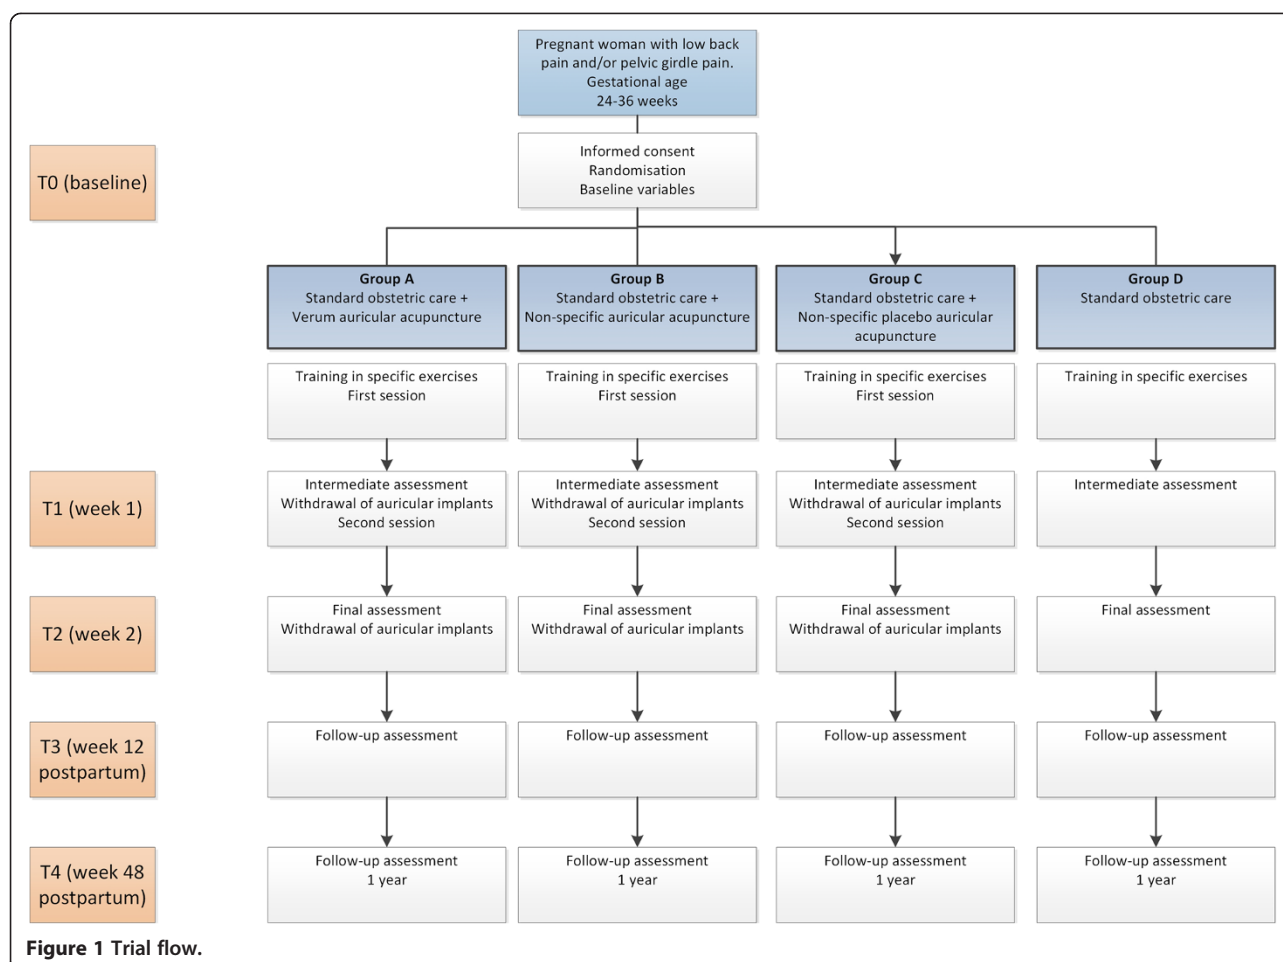 Pregnant woman with low back
pain and/or pelvic girdle pain.
Gestational age
24-36 weeks
T0 (baseline)
Informed consent
Randomisation
Baseline variables
Group A
Standard obstetric care +
Verum auricular acupuncture
Group B
Standard obstetric care +
Non-specific auricular acupuncture
Group C
Standard obstetric care +
Non-specific placebo auricular
acupuncture
Group D
Standard obstetric care
Training in specific exercises
First session
Training in specific exercises
First session
Training in specific exercises
First session
Training in specific exercises
T1 (week 1)
Intermediate assessment
Withdrawal of auricular implants
Second session
Intermediate assessment
Withdrawal of auricular implants
Second session
Intermediate assessment
Withdrawal of auricular implants
Second session
Intermediate assessment
T2 (week 2)
Final assessment
Withdrawal of auricular implants
Final assessment
Withdrawal of auricular implants
Final assessment
Withdrawal of auricular implants
Final assessment
T3 (week 12
postpartum)
Follow-up assessment
Follow-up assessment
Follow-up assessment
Follow-up assessment
T4 (week 48
postpartum)
Follow-up assessment
1 year
Follow-up assessment
1 year
Follow-up assessment
1 year
Follow-up assessment
1 year
Figure 1 Trial flow.